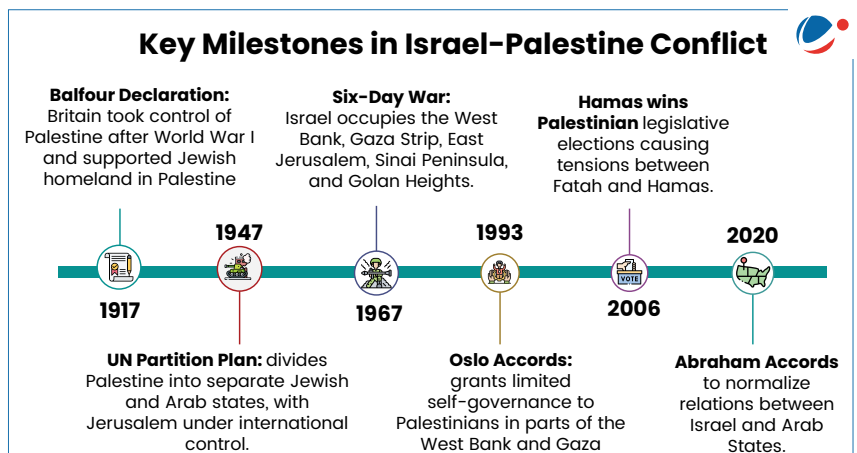 Key Milestones in Israel-Palestine Conflict
Balfour Declaration:
Britain took control of
Palestine after World War I
and supported Jewish
homeland in Palestine
1917
1947
UN Partition Plan: divides
Palestine into separate Jewish
and Arab states, with
Jerusalem under international
control.
Six-Day War:
Israel occupies the West
Bank, Gaza Strip, East
Jerusalem, Sinai Peninsula,
and Golan Heights.
1967
1993
Oslo Accords:
grants limited
self-governance to
Palestinians in parts of the
West Bank and Gaza
Hamas wins
Palestinian legislative
elections causing
tensions between
Fatah and Hamas.
VOTE
2006
2020
Abraham Accords
to normalize
relations between
Israel and Arab
States.